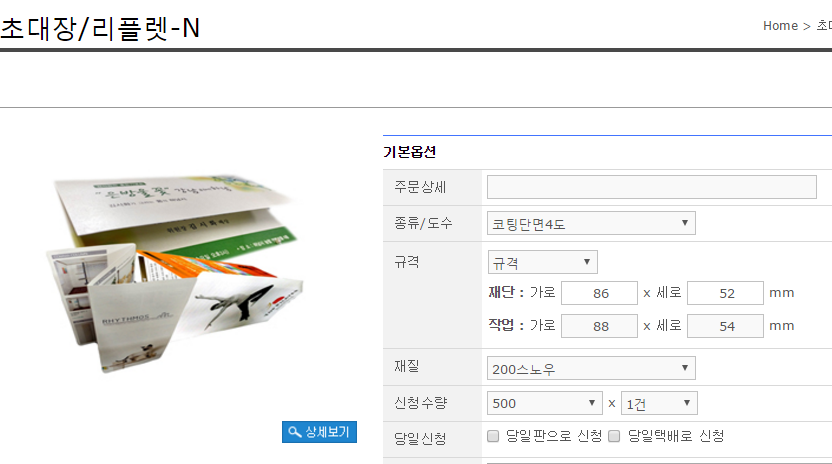 초대장/리플렛-N
Home > 초대
기본옵션
주문상세
종류/도수 코팅단면4도
규격 규격
재단 : 가로 86 x 세로 52 mm
작업 : 가로 88 x 세로 54 mm
재질 200스노우
신청수량 500 x 1건
당일신청 당일판으로 신청 당일택배로 신청
RHYTHMOS
상세보기